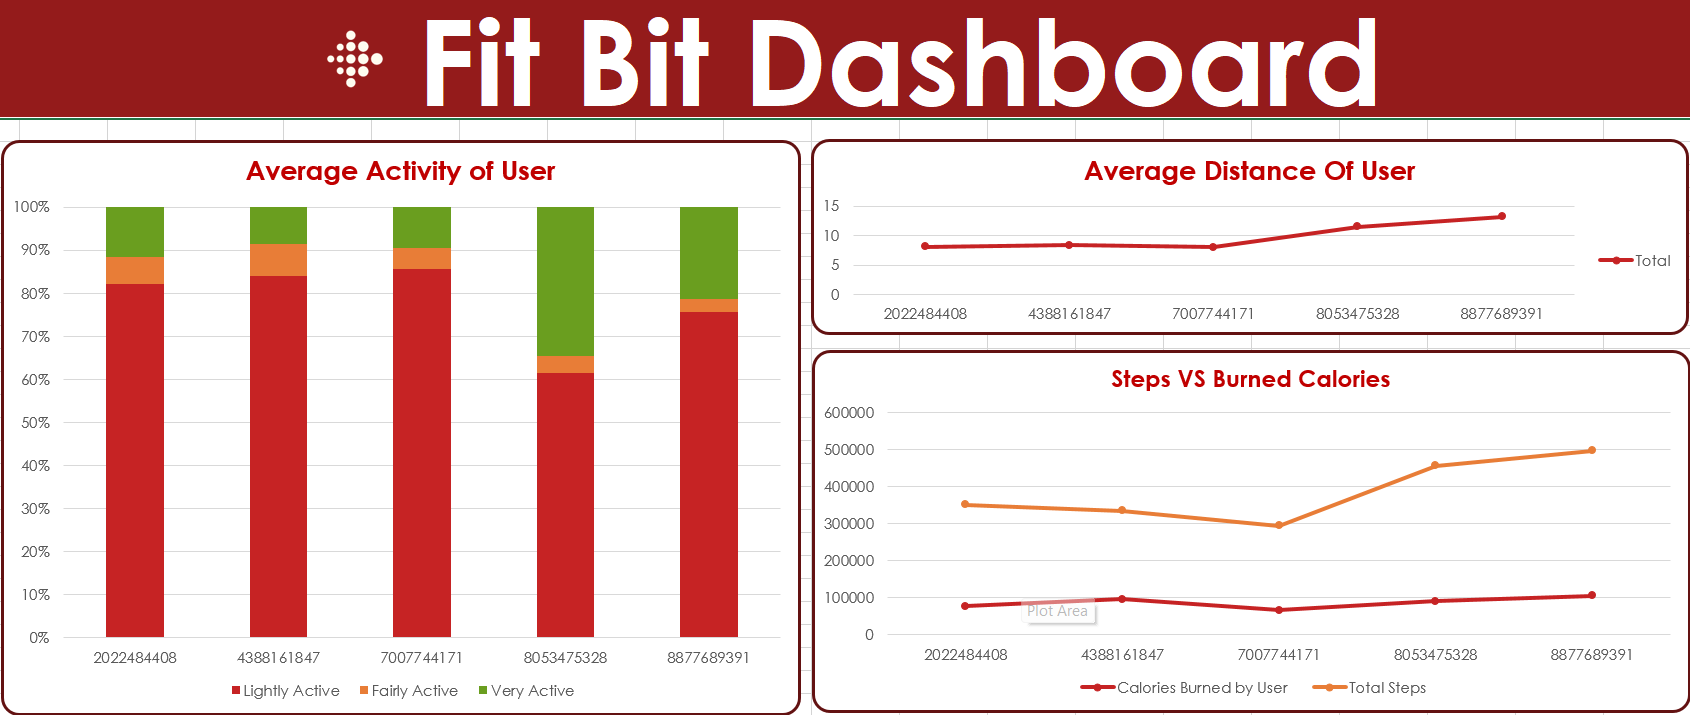 Fit Bit Dashboard
Average Activity of User
100%
90%
80%
70%
60%
50%
40%
30%
20%
10%
0%
2022484408 4388161847 7007744171 8053475328 8877689391
Lightly Active Fairly Active Very Active
Average Distance Of User
15
10
5
0
Total
2022484408 4388161847 7007744171 8053475328 8877689391
Steps VS Burned Calories
600000
500000
400000
300000
200000
100000
0
Plot Area
2022484408 4388161847 7007744171 8053475328 8877689391
Calories Burned by User Total Steps